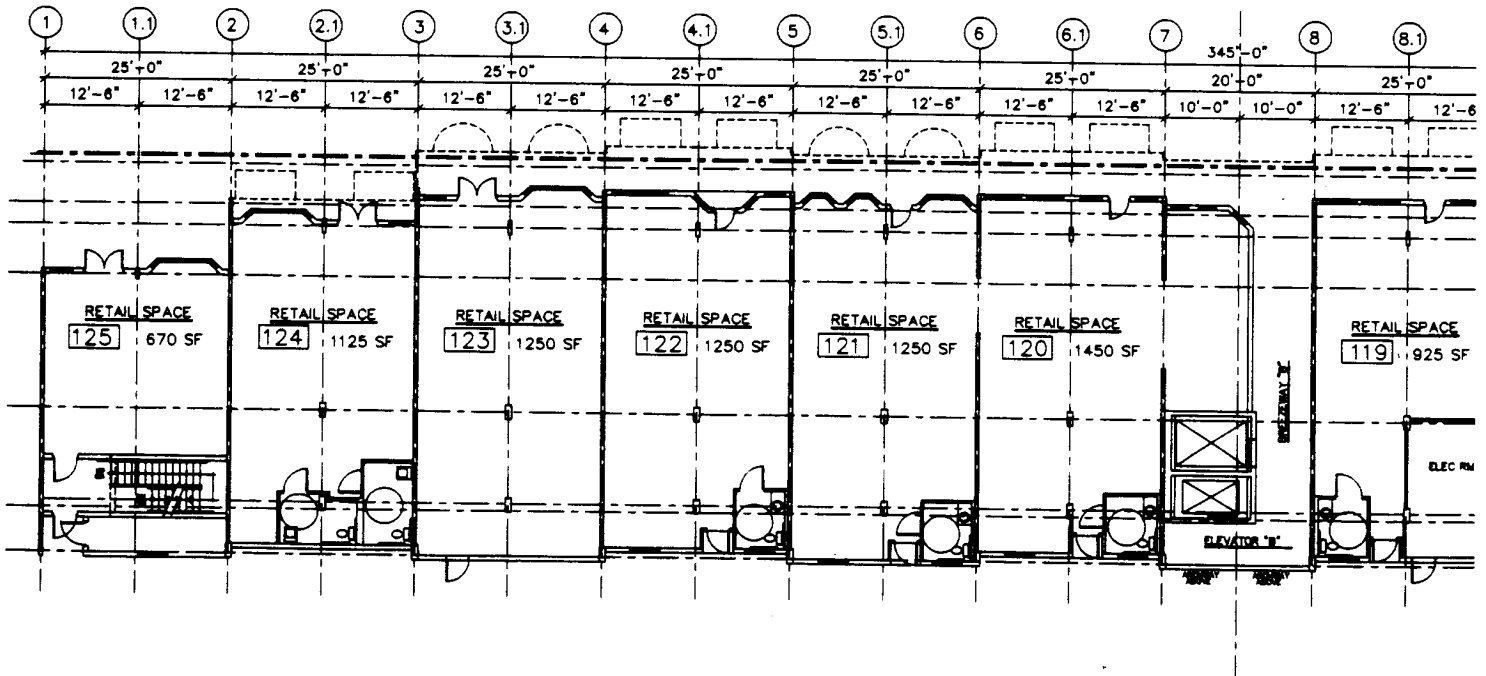 1 1.1 2 2.1 3 3.1 4 4.1 5 5.1 6 6.1 7 8 8.1
345'-0"
25'-0" 25'-0" 25'-0" 25'-0" 25'-0" 25'-0" 20'-0" 25'-0"
12'-6" 12'-6" 12'-6" 12'-6" 12'-6" 12'-6" 12'-6" 12'-6" 12'-6" 12'-6" 12'-6" 12'-6" 10'-0" 10'-0" 12'-6" 12'-6
RETAIL SPACE
125 670 SF
RETAIL SPACE
124 1125 SF
RETAIL SPACE
123 1250 SF
RETAIL SPACE
122 1250 SF
RETAIL SPACE
121 1250 SF
RETAIL SPACE
120 1450 SF
RETAIL SPACE
119 925 SF
BREEZEWAY "B"
ELEC RM
ELEVATOR "B"
ABOVE
ABOVE